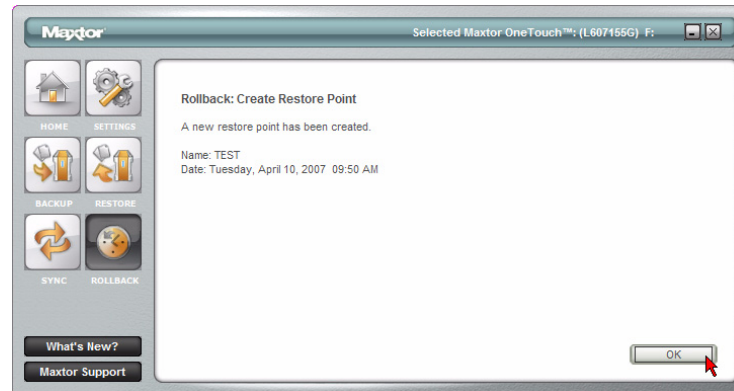 Maxtor
Selected Maxtor OneTouch™: (L607155G) F:
HOME SETTINGS
BACKUP RESTORE
SYNC ROLLBACK
What's New?
Maxtor Support
Rollback: Create Restore Point
A new restore point has been created.
Name: TEST
Date: Tuesday, April 10, 2007 09:50 AM
OK